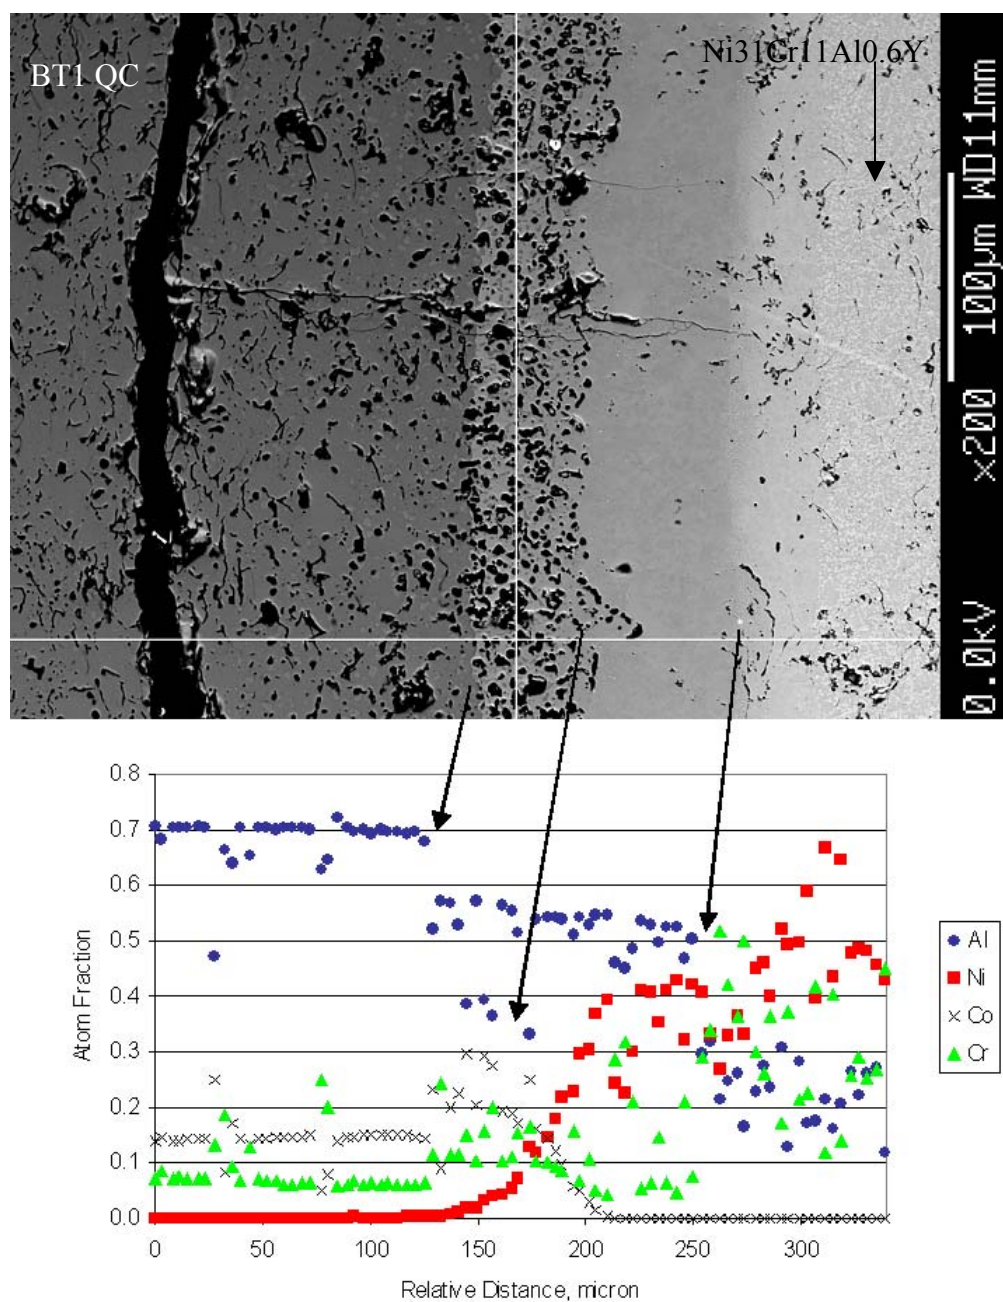 BT1 QC
Ni31Cr11Al0.6Y
0.0kV ×200 100µm WD11mm
0.8
0.7
0.6
0.5
0.4
0.3
0.2
0.1
0.0
Atom Fraction
0 50 100 150 200 250 300
Relative Distance, micron
Al
Ni
Co
Cr